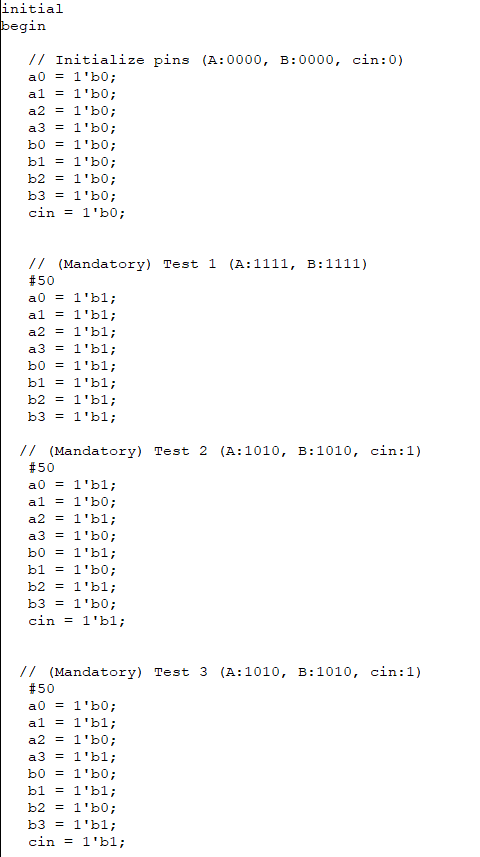 initial
begin
// Initialize pins (A:0000, B:0000, cin:0)
a0 = 1'b0;
a1 = 1'b0;
a2 = 1'b0;
a3 = 1'b0;
b0 = 1'b0;
b1 = 1'b0;
b2 = 1'b0;
b3 = 1'b0;
cin = 1'b0;
// (Mandatory) Test 1 (A:1111, B:1111)
#50
a0 = 1'b1;
a1 = 1'b1;
a2 = 1'b1;
a3 = 1'b1;
b0 = 1'b1;
b1 = 1'b1;
b2 = 1'b1;
b3 = 1'b1;
// (Mandatory) Test 2 (A:1010, B:1010, cin:1)
#50
a0 = 1'b1;
a1 = 1'b0;
a2 = 1'b1;
a3 = 1'b0;
b0 = 1'b1;
b1 = 1'b0;
b2 = 1'b1;
b3 = 1'b0;
cin = 1'b1;
// (Mandatory) Test 3 (A:1010, B:1010, cin:1)
#50
a0 = 1'b0;
a1 = 1'b1;
a2 = 1'b0;
a3 = 1'b1;
b0 = 1'b0;
b1 = 1'b1;
b2 = 1'b0;
b3 = 1'b1;
cin = 1'b1;